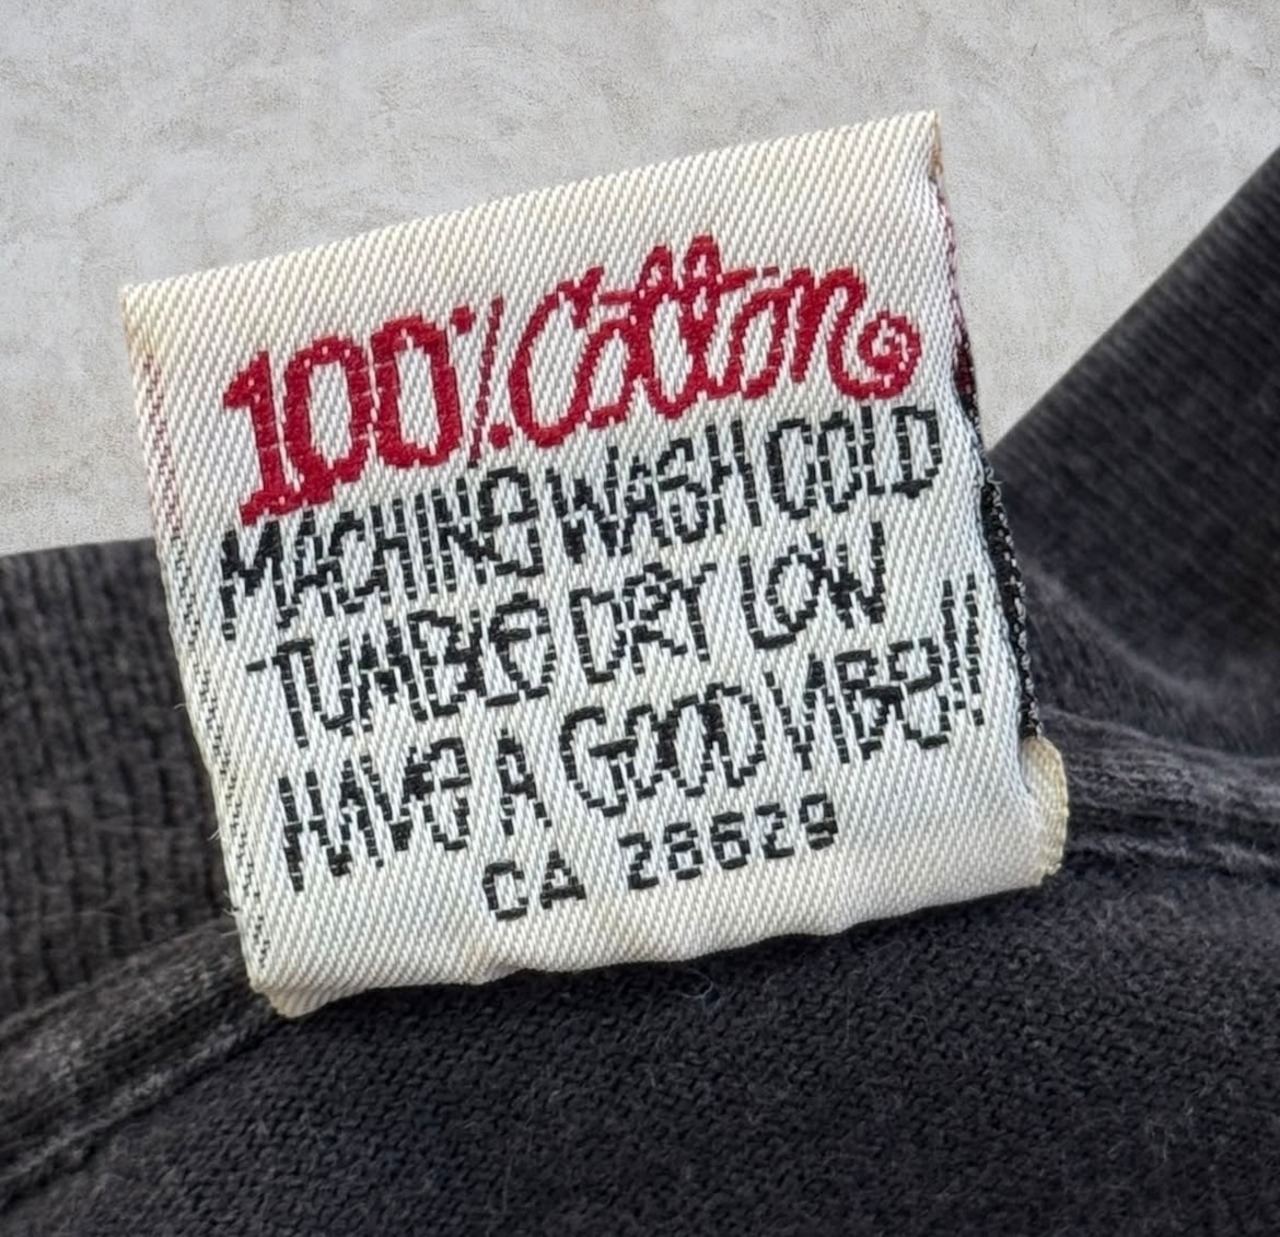 100% Cotton
MACHINE WASH COLD
TUMBLE DRY LOW
HAVE A GOOD VIBE!!
CA 28629